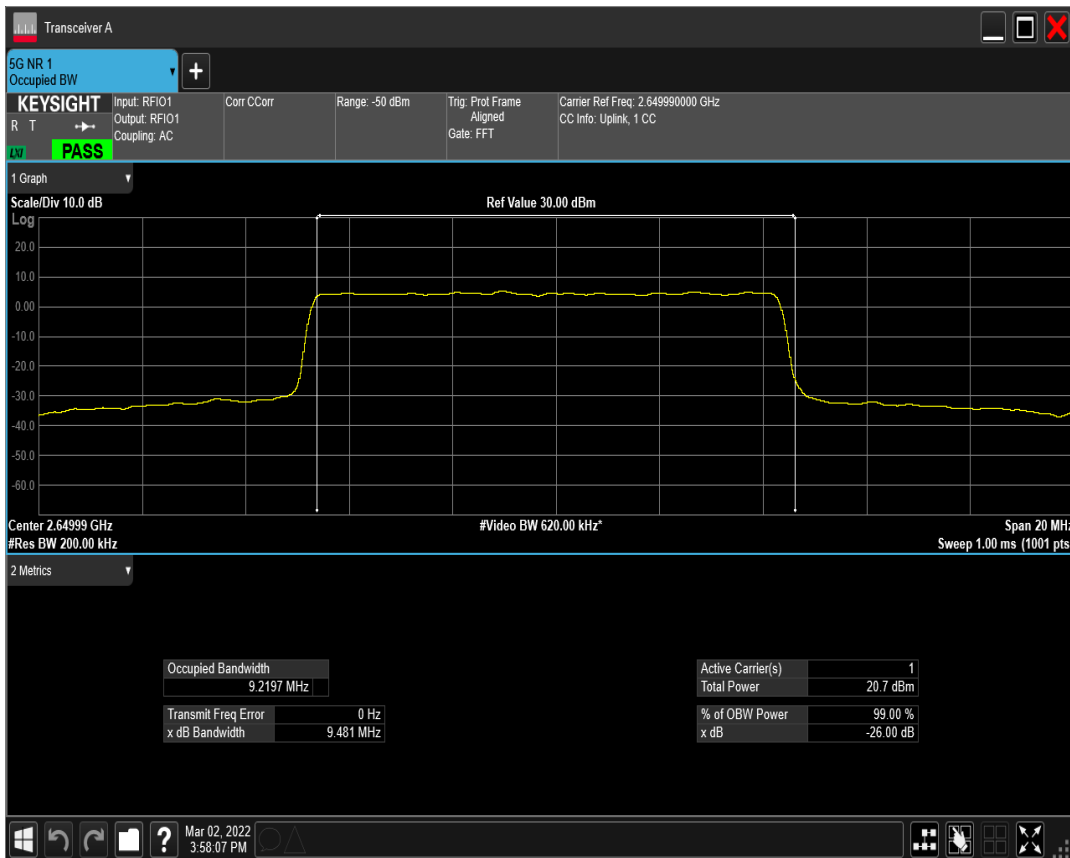 Transceiver A
5G NR 1
Occupied BW
KEYSIGHT
R T
LXI
PASS
Input: RFIO1
Output: RFIO1
Coupling: AC
Corr CCorr
Range: -50 dBm
Trig: Prot Frame
Aligned
Gate: FFT
Carrier Ref Freq: 2.649990000 GHz
CC Info: Uplink, 1 CC
1 Graph
Scale/Div 10.0 dB
Ref Value 30.00 dBm
Log
20.0
10.0
0.00
-10.0
-20.0
-30.0
-40.0
-50.0
-60.0
Center 2.64999 GHz
#Video BW 620.00 kHz*
Span 20 MHz
#Res BW 200.00 kHz
Sweep 1.00 ms (1001 pts
2 Metrics
Occupied Bandwidth
9.2197 MHz
Transmit Freq Error 0 Hz
x dB Bandwidth 9.481 MHz
Active Carrier(s) 1
Total Power 20.7 dBm
% of OBW Power 99.00 %
x dB -26.00 dB
?
Mar 02, 2022
3:58:07 PM